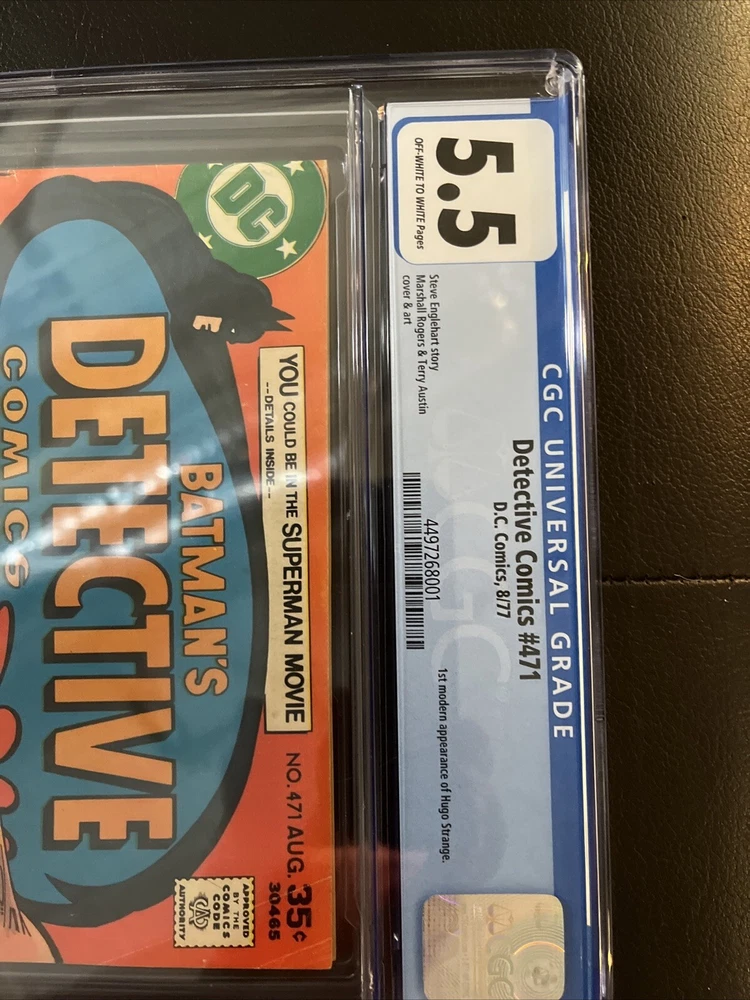 CGC UNIVERSAL GRADE
5.5
OFF-WHITE TO WHITE Pages
Detective Comics #471
D.C. Comics, 8/77
Steve Englehart story
Marshall Rogers & Terry Austin
cover & art
4497268001
1st modern appearance of Hugo Strange.
CGC
DC
YOU COULD BE IN THE SUPERMAN MOVIE
--DETAILS INSIDE--
NO. 471 AUG. 35¢
30465
APPROVED
BY THE
COMICS
CODE
CA
AUTHORITY
BATMAN'S
DETECTIVE
COMICS